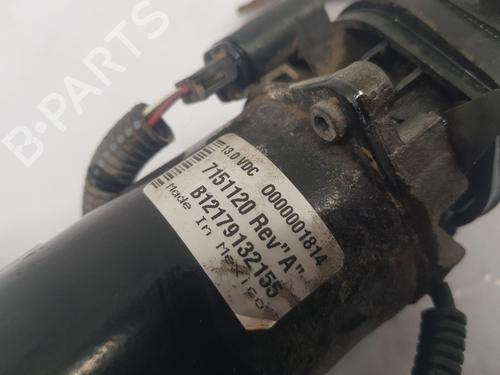 B-PARTS
13.0 VDC 0000001814
7151120 Rev"A"
B12179132155
Made In Mexico